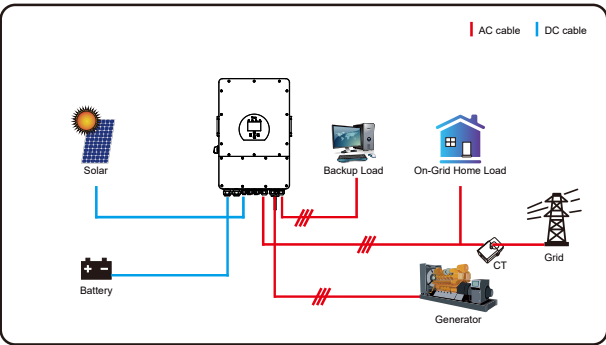 AC cable
DC cable
Solar
Backup Load
On-Grid Home Load
CT
Grid
Battery
Generator